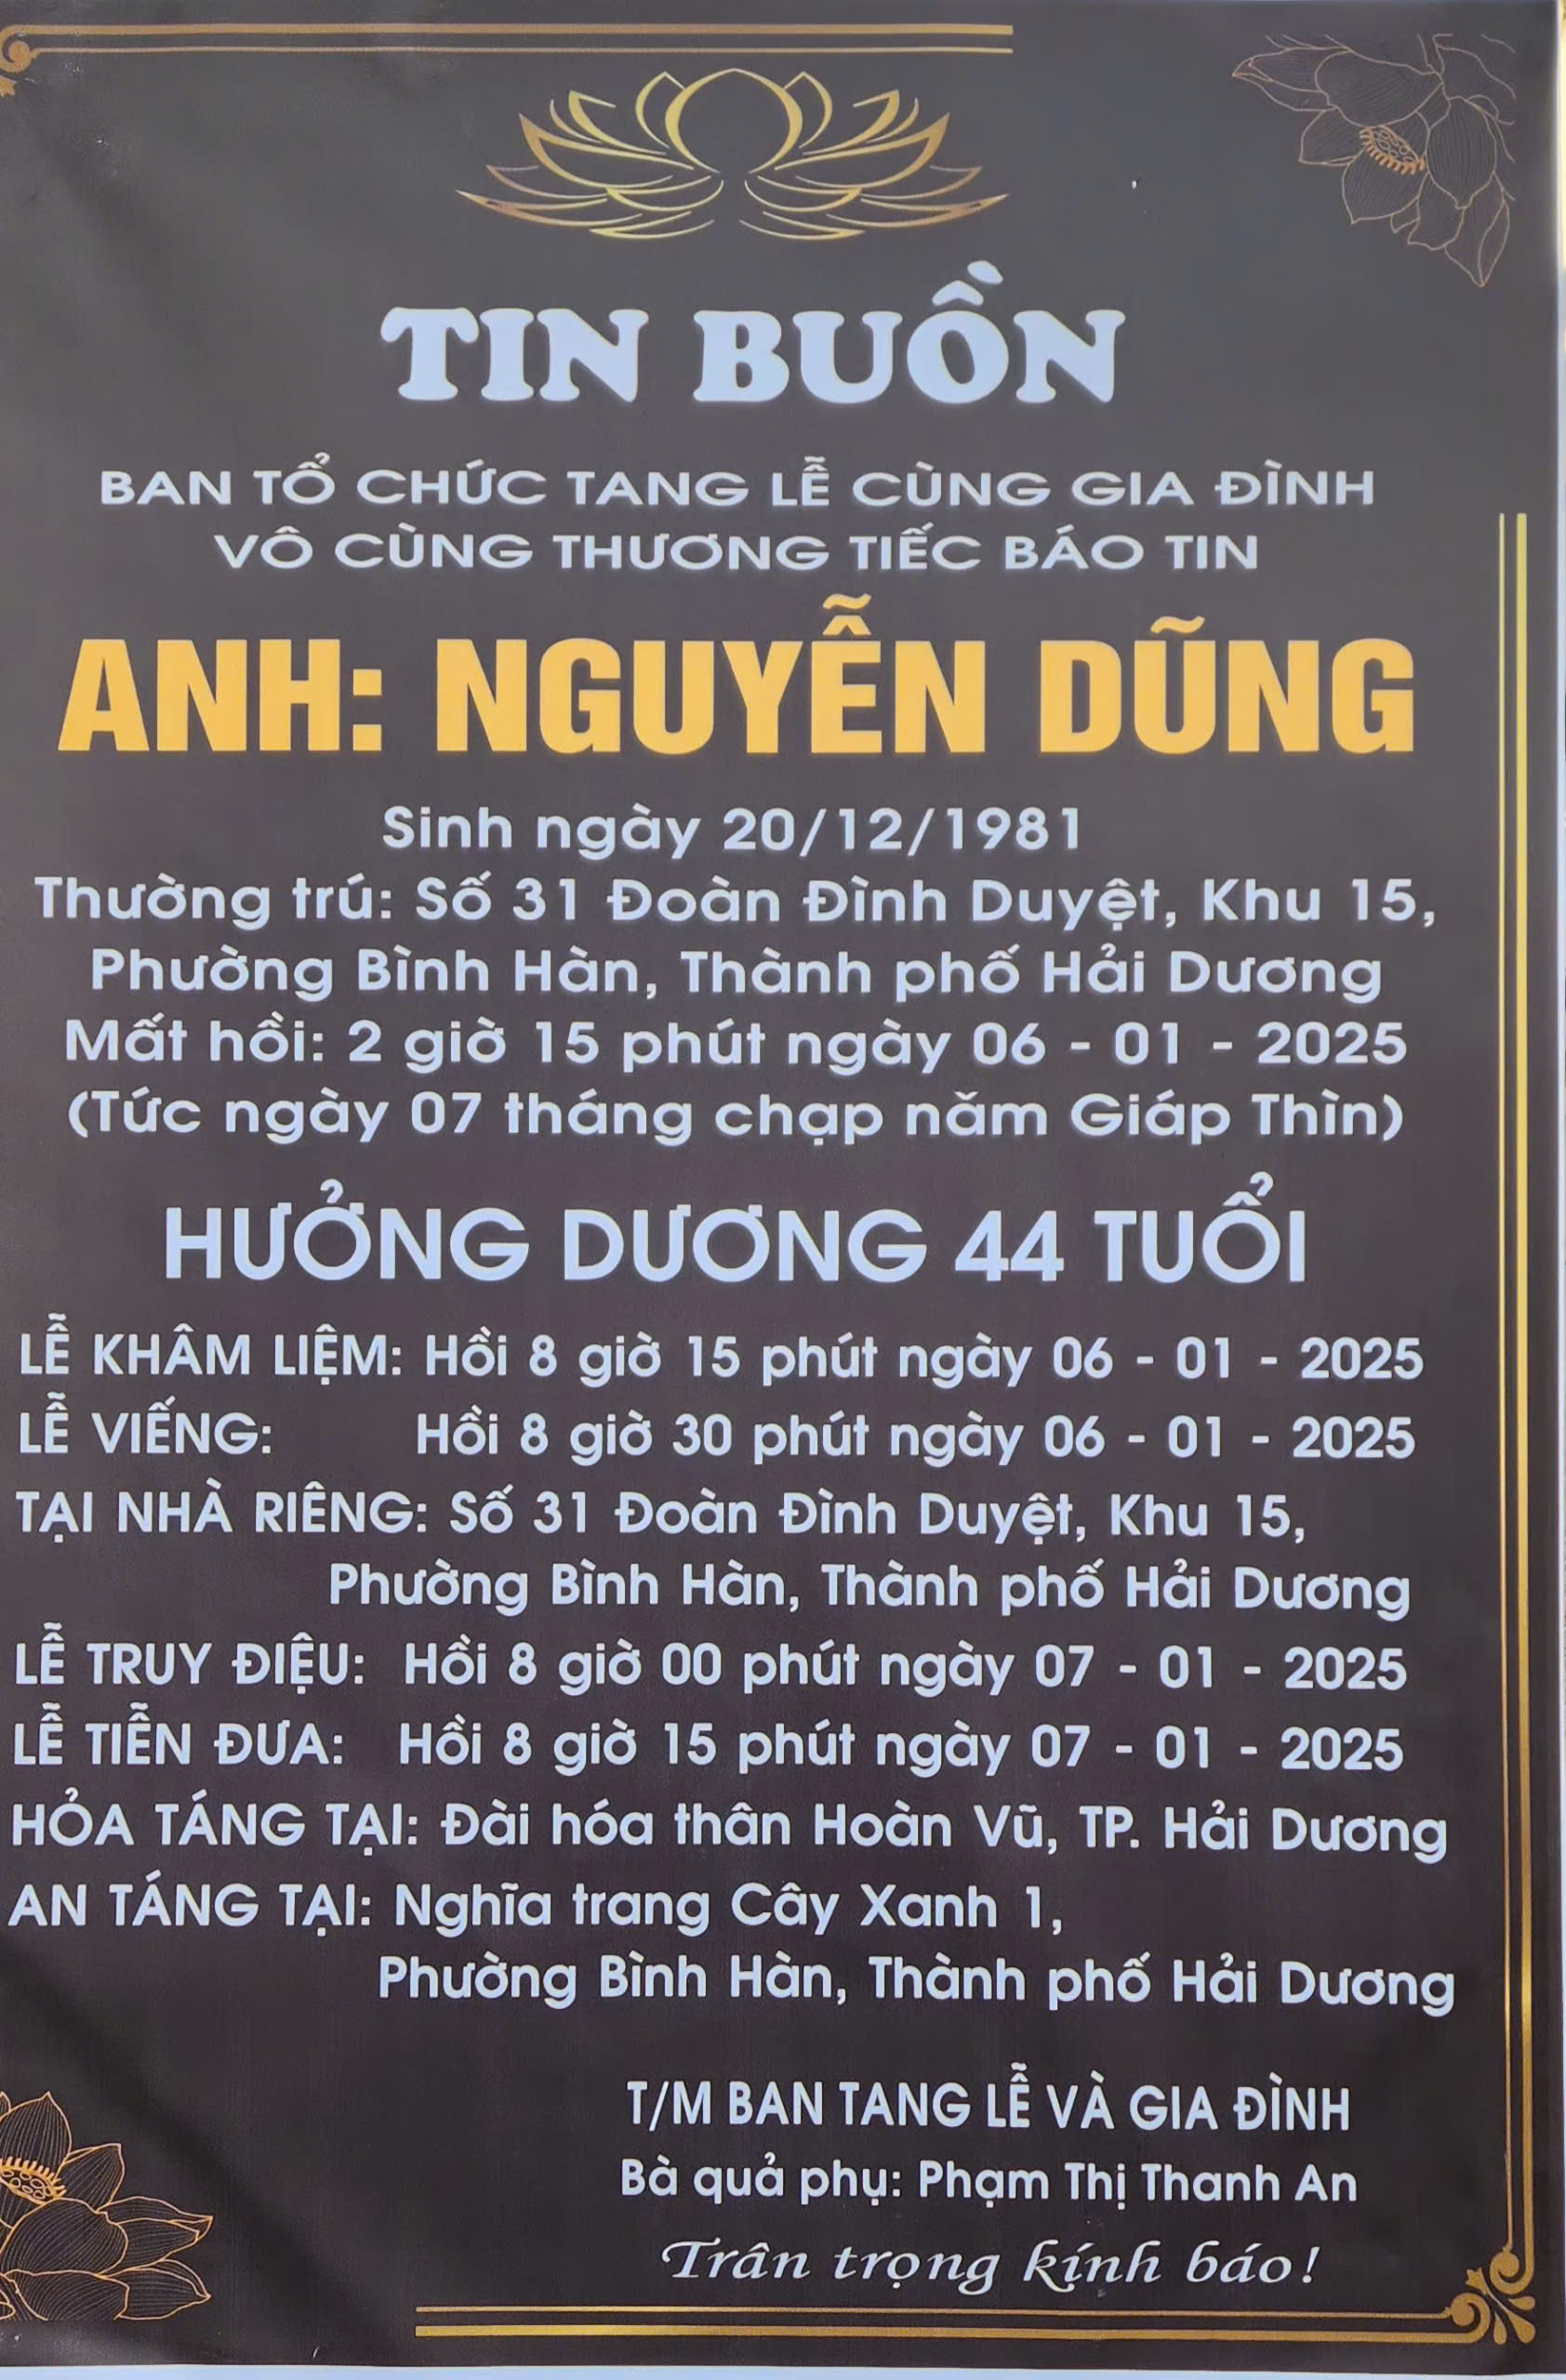 TIN BUỒN
BAN TỔ CHỨC TANG LỄ CÙNG GIA ĐÌNH
VÔ CÙNG THƯƠNG TIẾC BÁO TIN
ANH: NGUYỄN DŨNG
Sinh ngày 20/12/1981
Thường trú: Số 31 Đoàn Đình Duyệt, Khu 15,
Phường Bình Hàn, Thành phố Hải Dương
Mất hồi: 2 giờ 15 phút ngày 06 - 01 - 2025
(Tức ngày 07 tháng chạp năm Giáp Thìn)
HƯỞNG DƯƠNG 44 TUỔI
LỄ KHÂM LIỆM: Hồi 8 giờ 15 phút ngày 06 - 01 - 2025
LỄ VIẾNG: Hồi 8 giờ 30 phút ngày 06 - 01 - 2025
TẠI NHÀ RIÊNG: Số 31 Đoàn Đình Duyệt, Khu 15,
Phường Bình Hàn, Thành phố Hải Dương
LỄ TRUY ĐIỆU: Hồi 8 giờ 00 phút ngày 07 - 01 - 2025
LỄ TIỄN ĐƯA: Hồi 8 giờ 15 phút ngày 07 - 01 - 2025
HỎA TÁNG TẠI: Đài hóa thân Hoàn Vũ, TP. Hải Dương
AN TÁNG TẠI: Nghĩa trang Cây Xanh 1,
Phường Bình Hàn, Thành phố Hải Dương
T/M BAN TANG LỄ VÀ GIA ĐÌNH
Bà quả phụ: Phạm Thị Thanh An
Trân trọng kính báo!